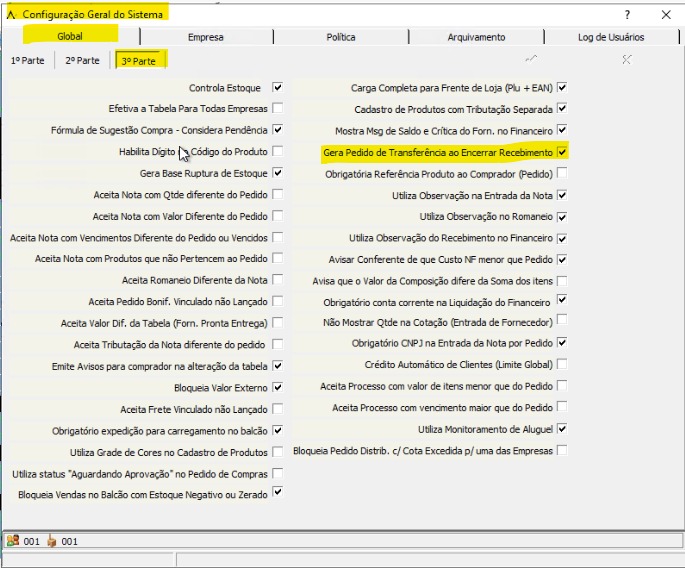 Configuração Geral do Sistema
Global
Empresa
Política
Arquivamento
Log de Usuários
1º Parte
2º Parte
3º Parte
Controla Estoque
Efetiva a Tabela Para Todas Empresas
Fórmula de Sugestão Compra - Considera Pendência
Habilita Dígito Código do Produto
Gera Base Ruptura de Estoque
Aceita Nota com Qtde diferente do Pedido
Aceita Nota com Valor Diferente do Pedido
Aceita Nota com Vencimentos Diferente do Pedido ou Vencidos
Aceita Nota com Produtos que não Pertencem ao Pedido
Aceita Romaneio Diferente da Nota
Aceita Pedido Bonif. Vinculado não Lançado
Aceita Valor Dif. da Tabela (Forn. Pronta Entrega)
Aceita Tributação da Nota diferente do pedido
Emite Avisos para comprador na alteração da tabela
Bloqueia Valor Externo
Aceita Frete Vinculado não Lançado
Obrigatório expedição para carregamento no balcão
Utiliza Grade de Cores no Cadastro de Produtos
Utiliza status "Aguardando Aprovação" no Pedido de Compras
Bloqueia Vendas no Balcão com Estoque Negativo ou Zerado
Carga Completa para Frente de Loja (Plu + EAN)
Cadastro de Produtos com Tributação Separada
Mostra Msg de Saldo e Crítica do Forn. no Financeiro
Gera Pedido de Transferência ao Encerrar Recebimento
Obrigatória Referência Produto ao Comprador (Pedido)
Utiliza Observação na Entrada da Nota
Utiliza Observação no Romaneio
Utiliza Observação do Recebimento no Financeiro
Avisar Conferente de que Custo NF menor que Pedido
Avisa que o Valor da Composição difere da Soma dos itens
Obrigatório conta corrente na Liquidação do Financeiro
Não Mostrar Qtde na Cotação (Entrada de Fornecedor)
Obrigatório CNPJ na Entrada da Nota por Pedido
Crédito Automático de Clientes (Limite Global)
Aceita Processo com valor de itens menor que do Pedido
Aceita Processo com vencimento maior que do Pedido
Utiliza Monitoramento de Aluguel
Bloqueia Pedido Distrib. c/ Cota Excedida p/ uma das Empresas
001
001